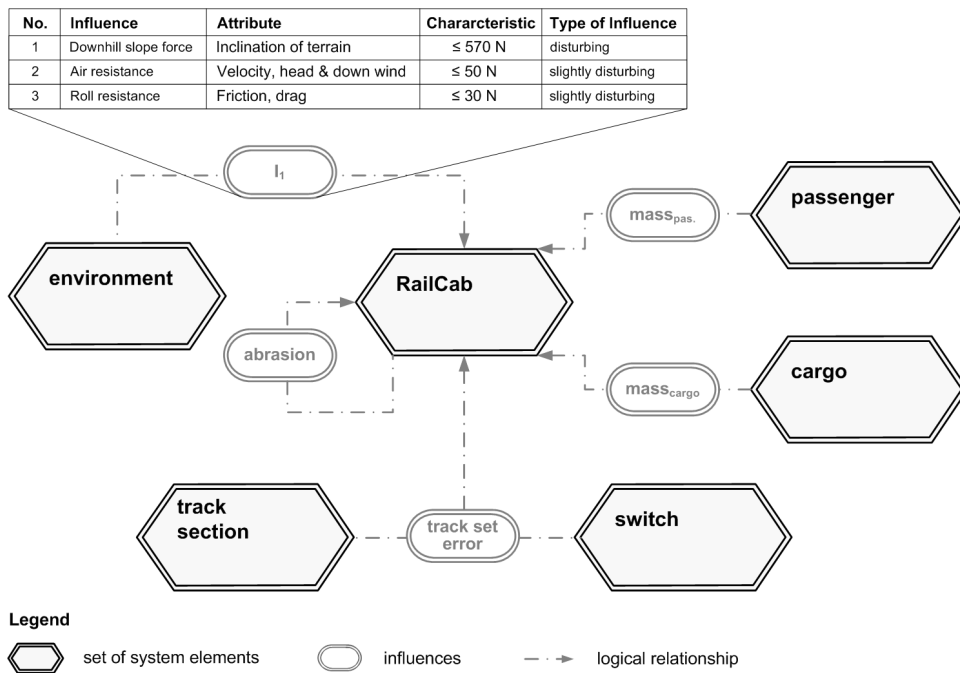 No. Influence Attribute Chararcteristic Type of Influence
1 Downhill slope force Inclination of terrain ≤ 570 N disturbing
2 Air resistance Velocity, head & down wind ≤ 50 N slightly disturbing
3 Roll resistance Friction, drag ≤ 30 N slightly disturbing
I1
masspas.
passenger
environment
RailCab
abrasion
masscargo
cargo
track
section
track set
error
switch
Legend
set of system elements
influences
logical relationship